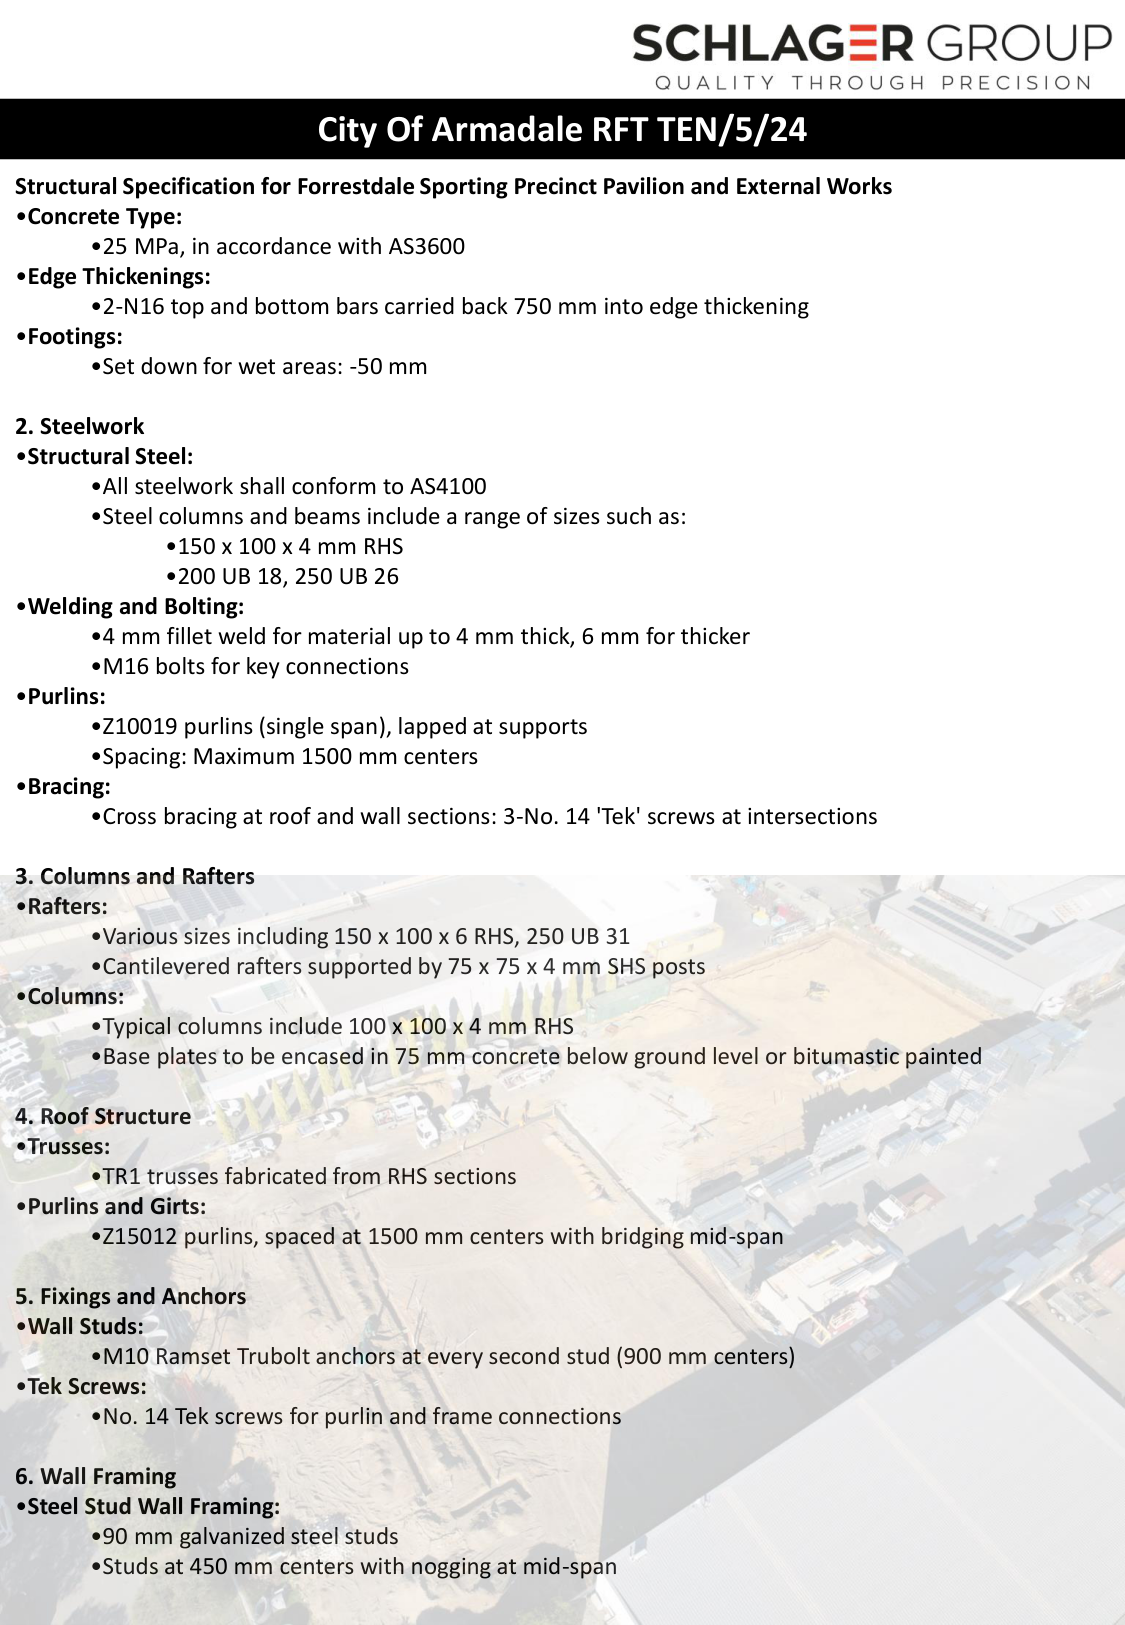 SCHLAGER GROUP
QUALITY THROUGH PRECISION
City Of Armadale RFT TEN/5/24
Structural Specification for Forrestdale Sporting Precinct Pavilion and External Works
•Concrete Type:
•25 MPa, in accordance with AS3600
•Edge Thickenings:
•2-N16 top and bottom bars carried back 750 mm into edge thickening
•Footings:
•Set down for wet areas: -50 mm
2. Steelwork
•Structural Steel:
•All steelwork shall conform to AS4100
•Steel columns and beams include a range of sizes such as:
•150 x 100 x 4 mm RHS
•200 UB 18, 250 UB 26
•Welding and Bolting:
•4 mm fillet weld for material up to 4 mm thick, 6 mm for thicker
•M16 bolts for key connections
•Purlins:
•Z10019 purlins (single span), lapped at supports
•Spacing: Maximum 1500 mm centers
•Bracing:
•Cross bracing at roof and wall sections: 3-No. 14 'Tek' screws at intersections
3. Columns and Rafters
•Rafters:
•Various sizes including 150 x 100 x 6 RHS, 250 UB 31
•Cantilevered rafters supported by 75 x 75 x 4 mm SHS posts
•Columns:
•Typical columns include 100 x 100 x 4 mm RHS
•Base plates to be encased in 75 mm concrete below ground level or bitumastic painted
4. Roof Structure
•Trusses:
•TR1 trusses fabricated from RHS sections
•Purlins and Girts:
•Z15012 purlins, spaced at 1500 mm centers with bridging mid-span
5. Fixings and Anchors
•Wall Studs:
•M10 Ramset Trubolt anchors at every second stud (900 mm centers)
•Tek Screws:
•No. 14 Tek screws for purlin and frame connections
6. Wall Framing
•Steel Stud Wall Framing:
•90 mm galvanized steel studs
•Studs at 450 mm centers with nogging at mid-span